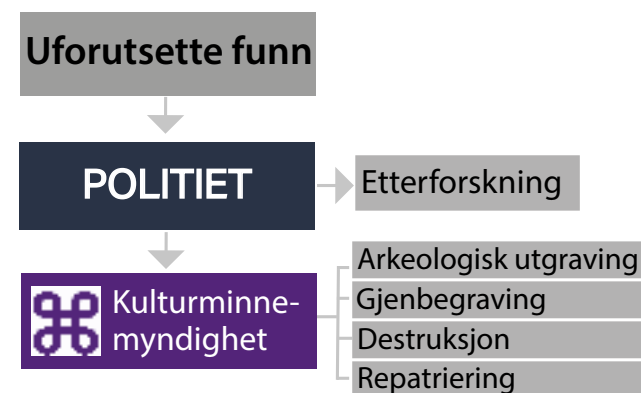 Uforutsette funn
POLITIET
Etterforskning
Kulturminne-
myndighet
Arkeologisk utgraving
Gjenbegraving
Destruksjon
Repatriering